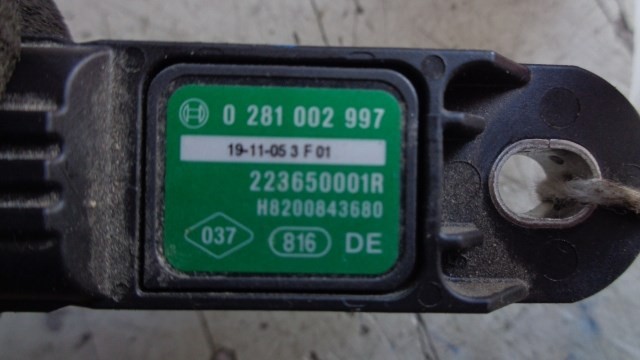 0 281 002 997
19-11-05 3 F 01
223650001R
H8200843680
037 816 DE